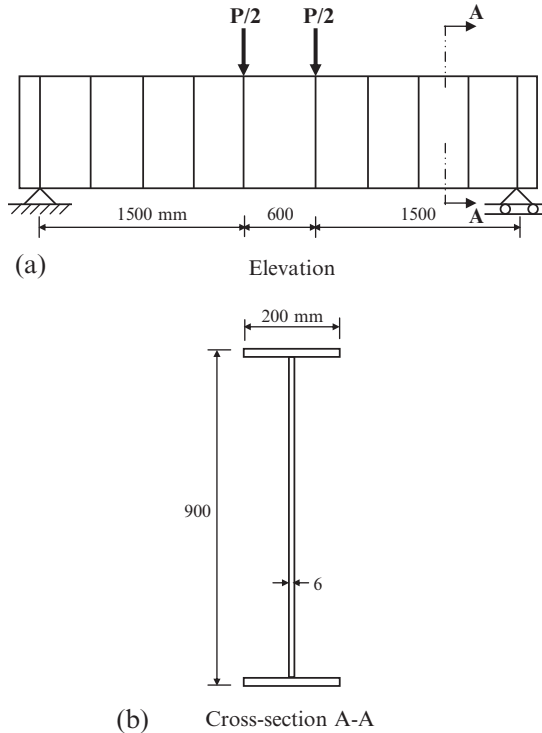 P/2 P/2 A
A
1500 mm 600 1500
(a) Elevation
200 mm
900
6
(b) Cross-section A-A